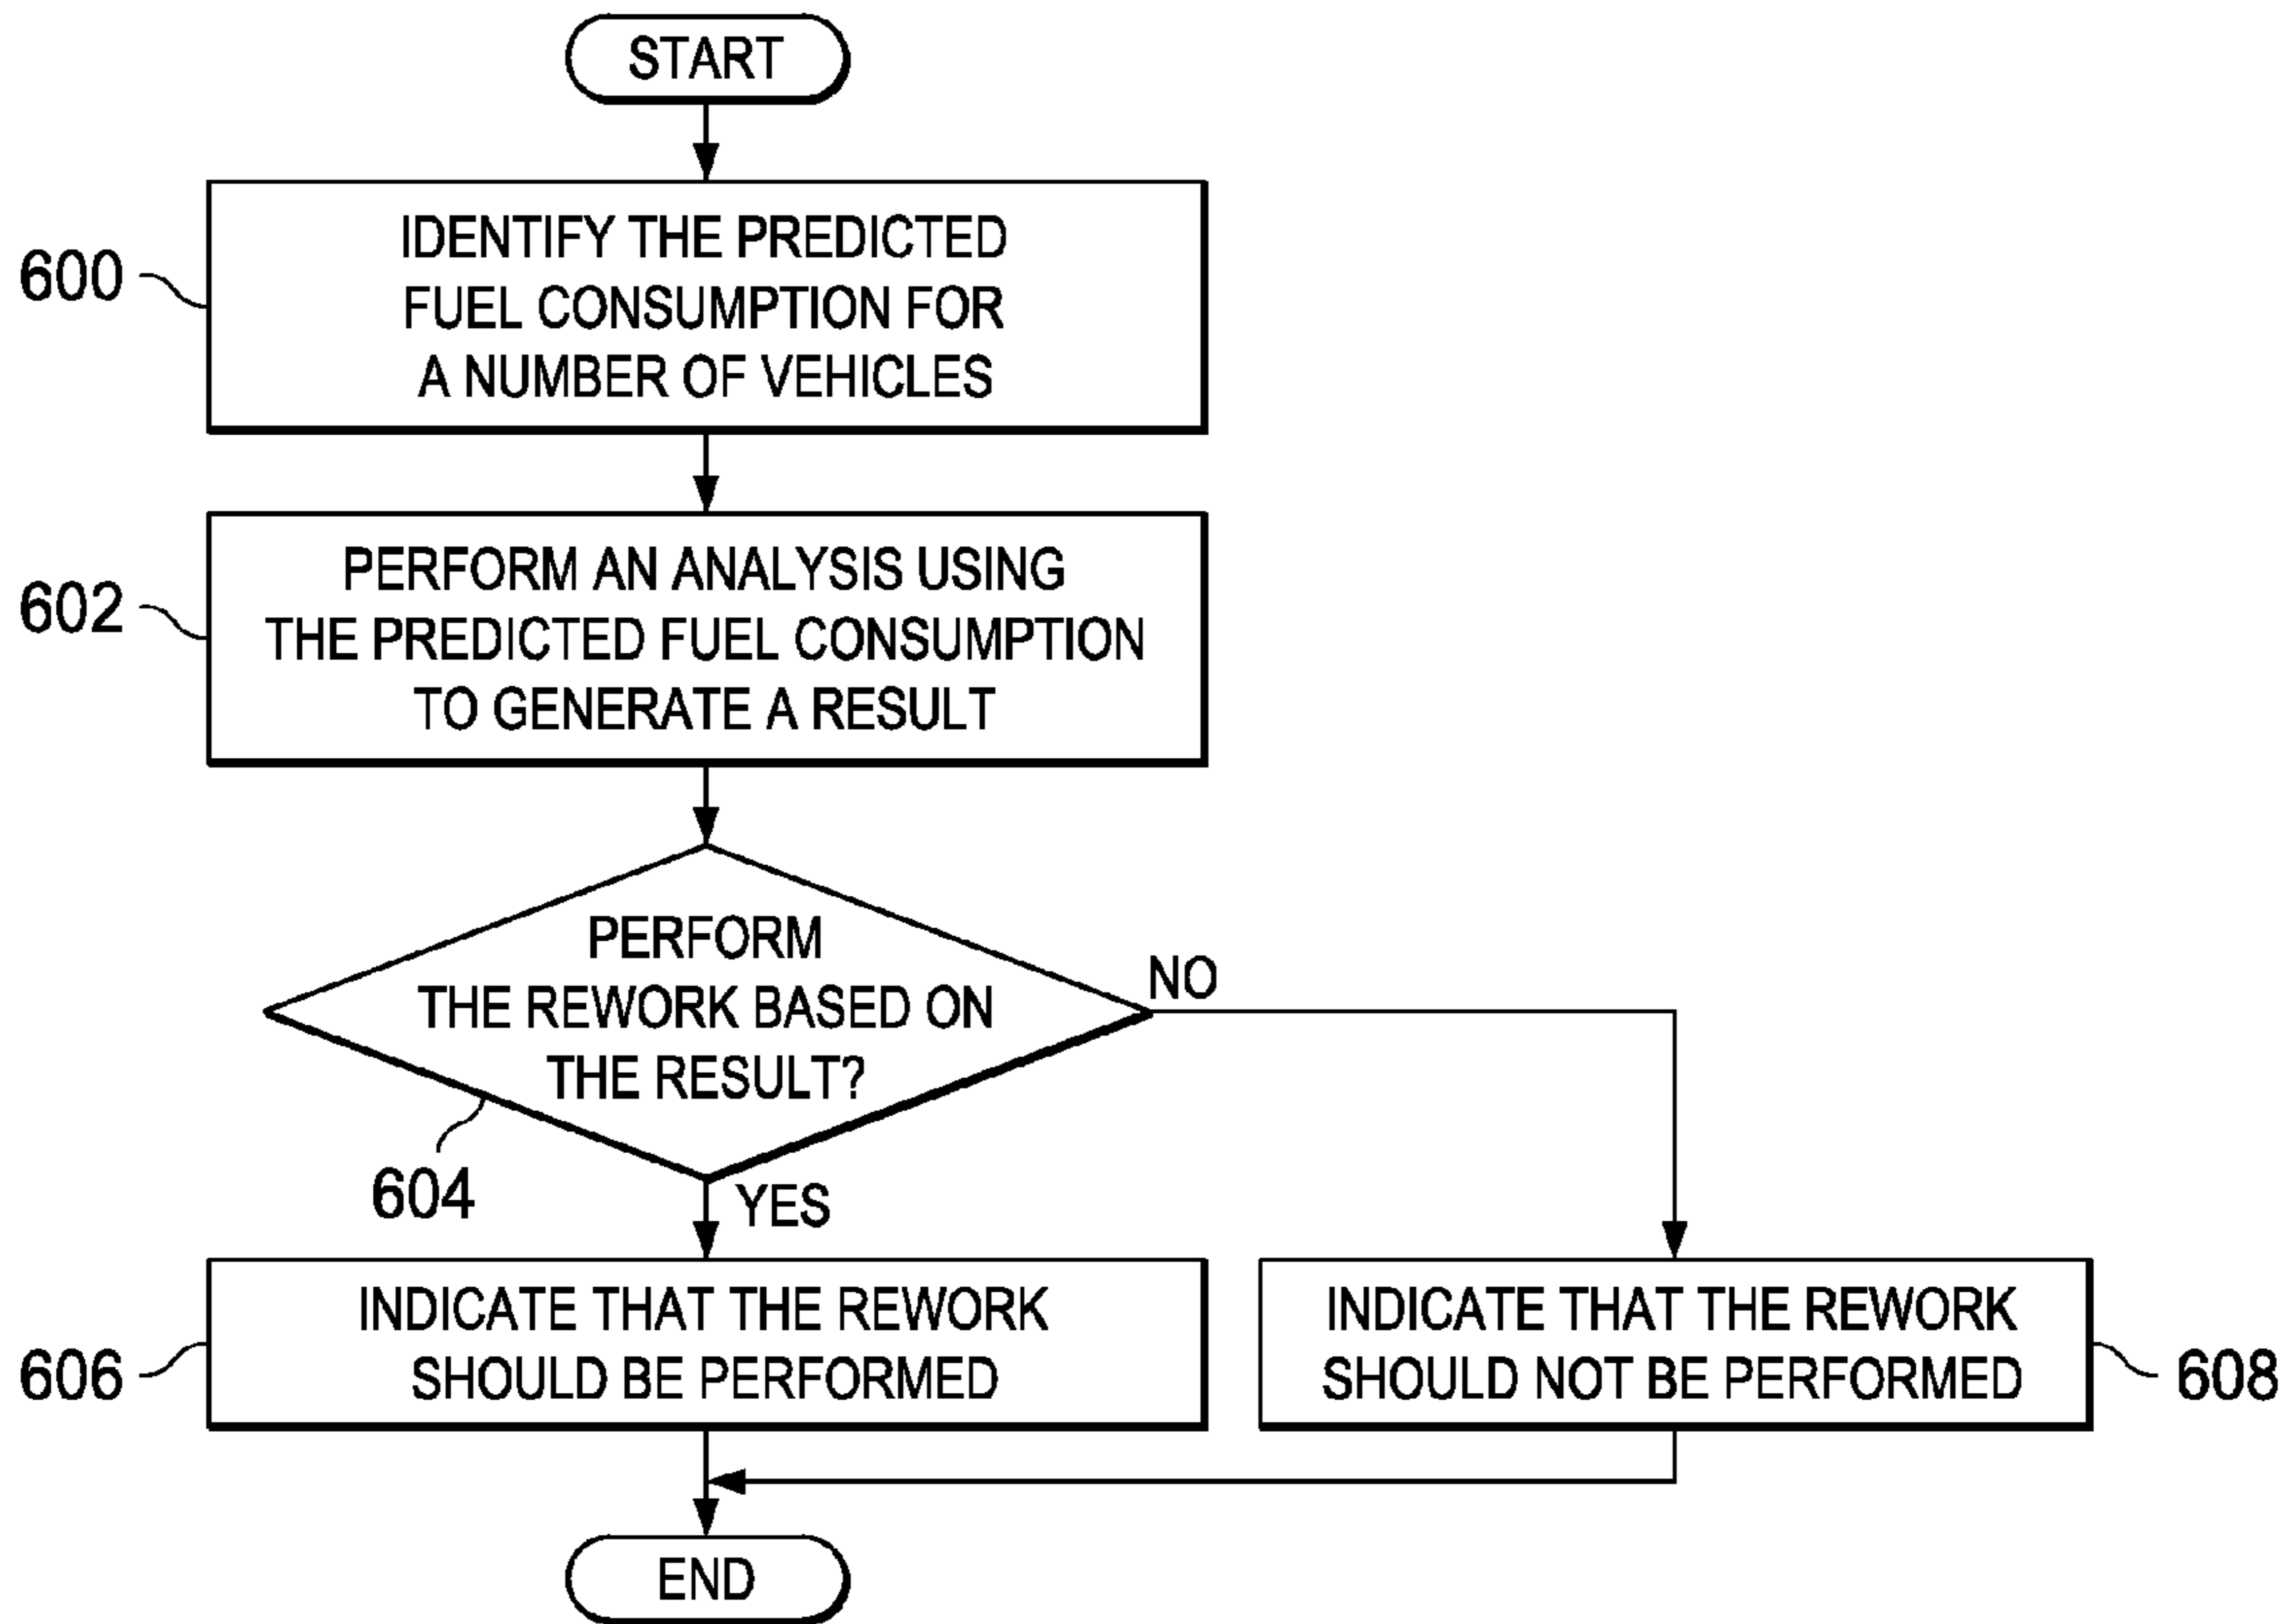 START
600
IDENTIFY THE PREDICTED
FUEL CONSUMPTION FOR
A NUMBER OF VEHICLES
602
PERFORM AN ANALYSIS USING
THE PREDICTED FUEL CONSUMPTION
TO GENERATE A RESULT
PERFORM
THE REWORK BASED ON
THE RESULT?
NO
604
YES
606
INDICATE THAT THE REWORK
SHOULD BE PERFORMED
INDICATE THAT THE REWORK
SHOULD NOT BE PERFORMED
608
END